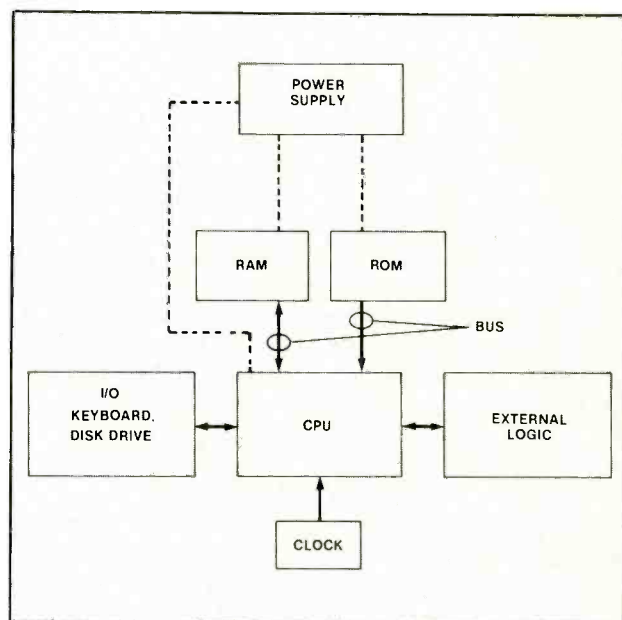 POWER
SUPPLY
RAM
ROM
BUS
I/O
KEYBOARD,
DISK DRIVE
CPU
EXTERNAL
LOGIC
CLOCK